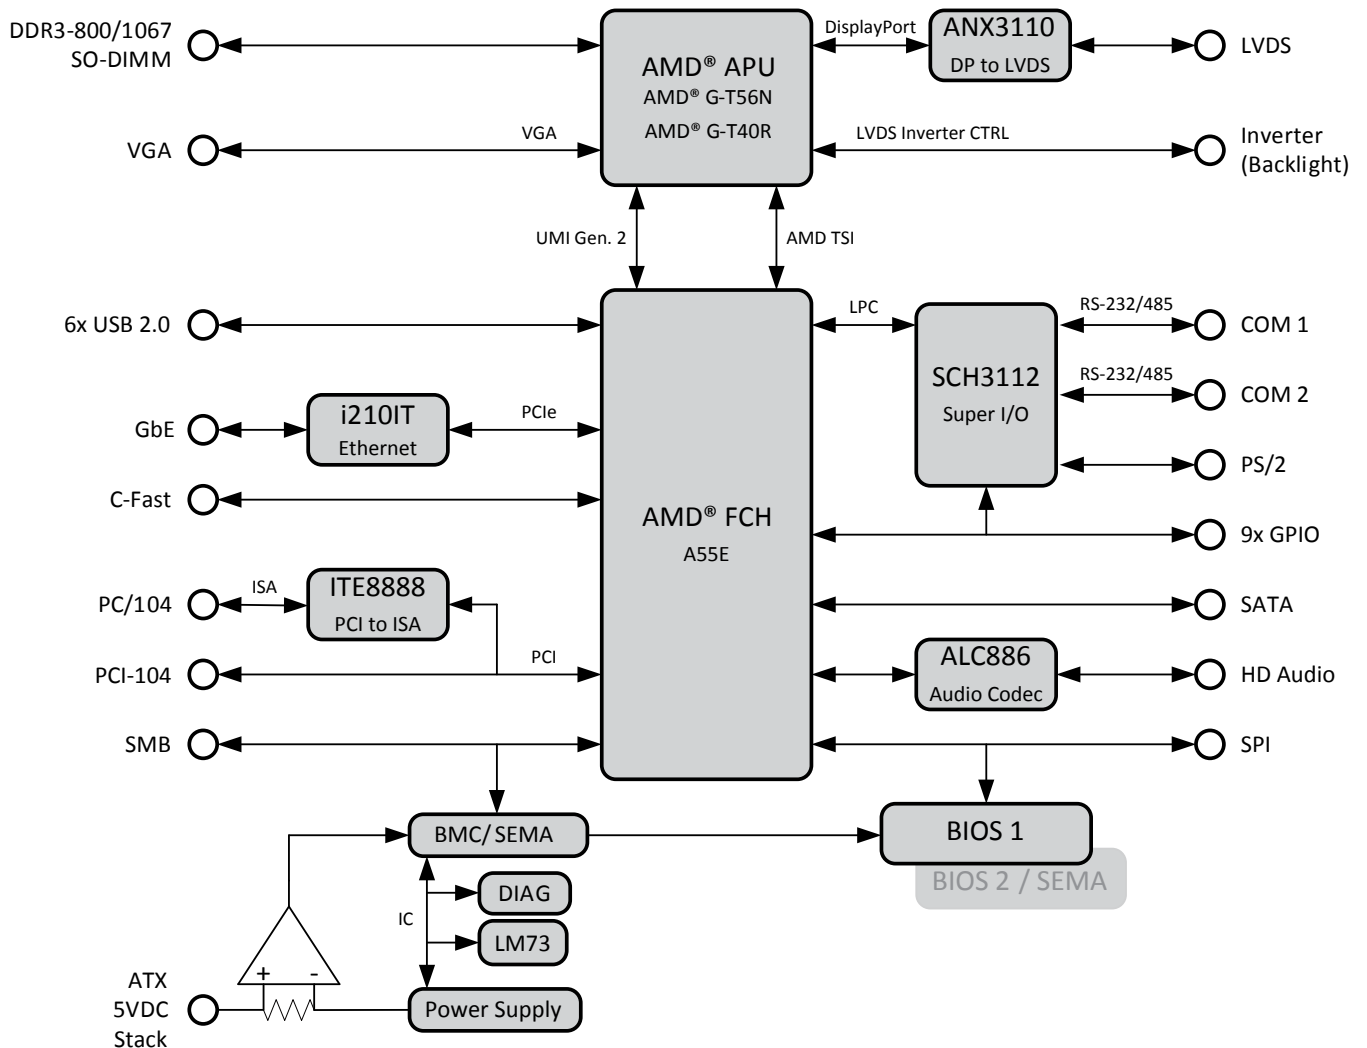 DDR3-800/1067
SO-DIMM
AMD® APU
AMD® G-T56N
AMD® G-T40R
DisplayPort
ANX3110
DP to LVDS
LVDS
VGA
VGA
LVDS Inverter CTRL
Inverter
(Backlight)
UMI Gen. 2
AMD TSI
6x USB 2.0
LPC
RS-232/485
COM 1
SCH3112
Super I/O
RS-232/485
COM 2
GbE
i210IT
Ethernet
PCIe
PS/2
C-Fast
AMD® FCH
A55E
9x GPIO
PC/104
ISA
ITE8888
PCI to ISA
SATA
PCI-104
PCI
ALC886
Audio Codec
HD Audio
SMB
SPI
BMC/ SEMA
BIOS 1
BIOS 2 / SEMA
DIAG
IC
LM73
+ -
ATX
5VDC
Stack
Power Supply